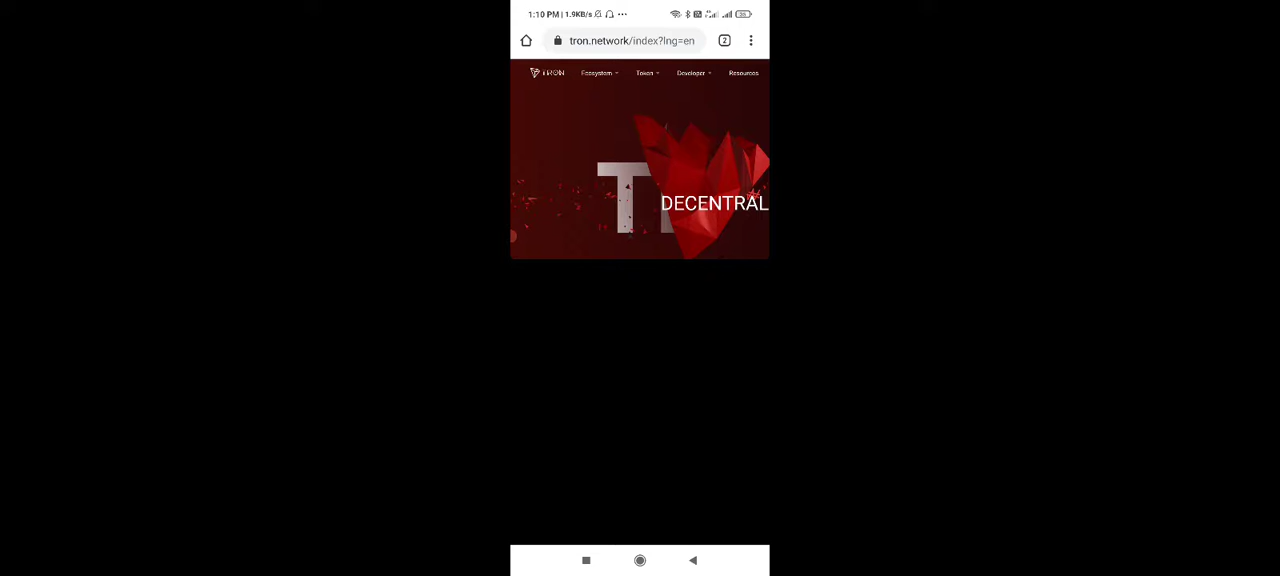 1:10 PM | 1.9KB/s
tron.network/index?lng=en
2
TRON Ecosystem Token Developer Resources
T
DECENTRAL